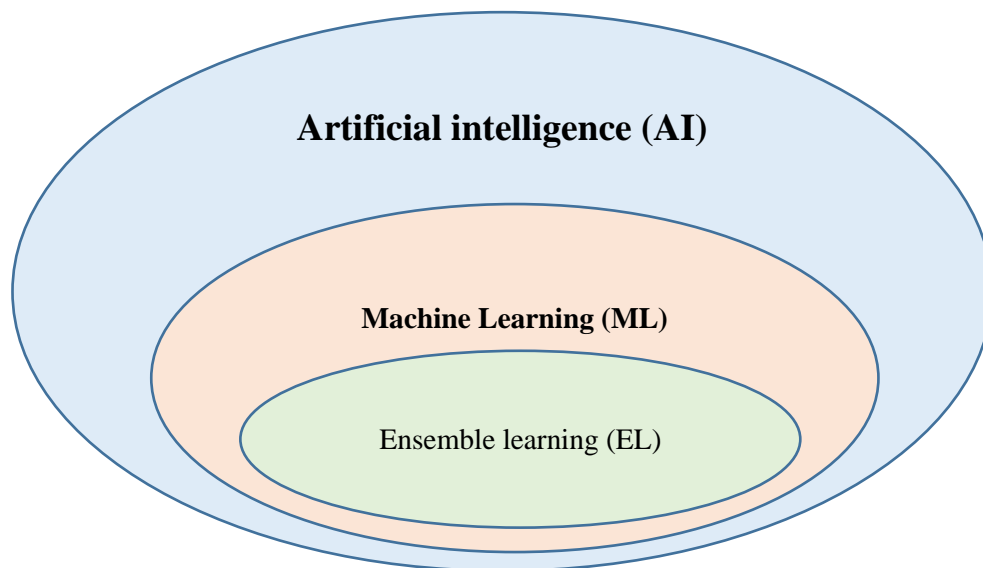 Artificial intelligence (AI)
Machine Learning (ML)
Ensemble learning (EL)